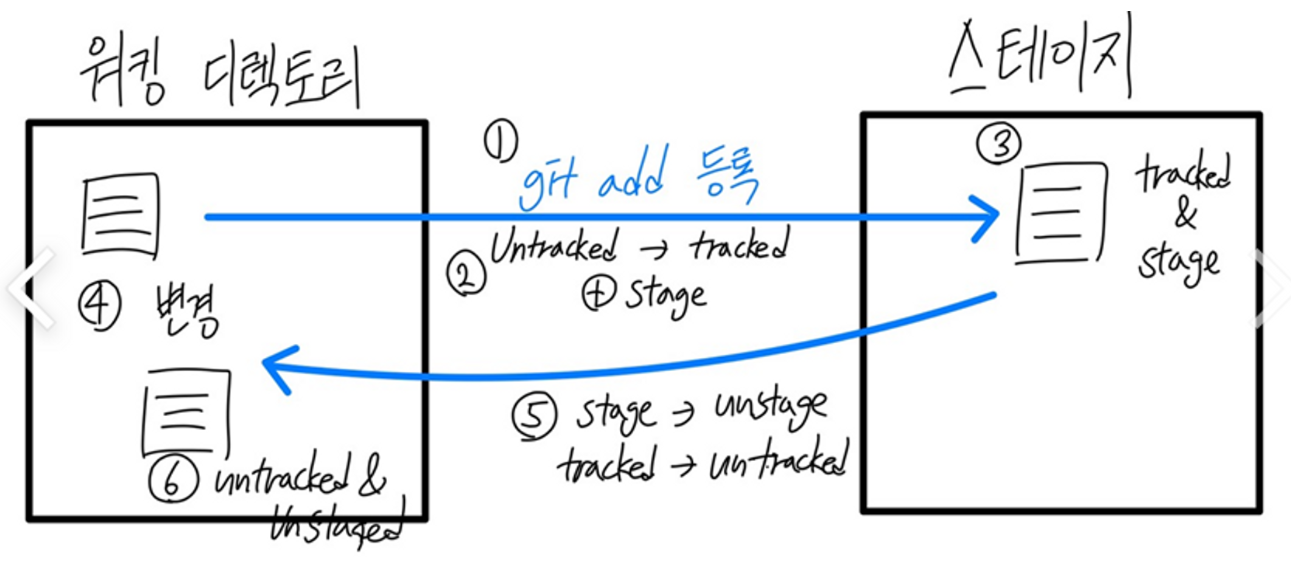 워킹 디렉토리
스테이지
①
git add 등록
② Untracked → tracked
⊕ stage
③
tracked
&
stage
④ 변경
⑤ stage → unstage
tracked → untracked
⑥ untracked &
Unstaged